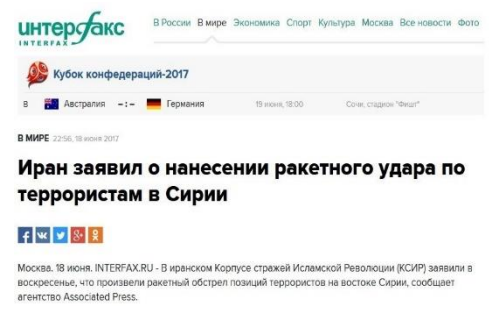 интерфакс
INTERFAX
В России В мире Экономика Спорт Культура Москва Все новости Фото
Кубок конфедераций-2017
В Австралия -:- Германия 19 июня, 18:00 Сочи, стадион "Фишт"
В МИРЕ 22:56, 18 июня 2017
Иран заявил о нанесении ракетного удара по
террористам в Сирии
Москва. 18 июня. INTERFAX.RU - В иранском Корпусе стражей Исламской Революции (КСИР) заявили в
воскресенье, что произвели ракетный обстрел позиций террористов на востоке Сирии, сообщает
агентство Associated Press.